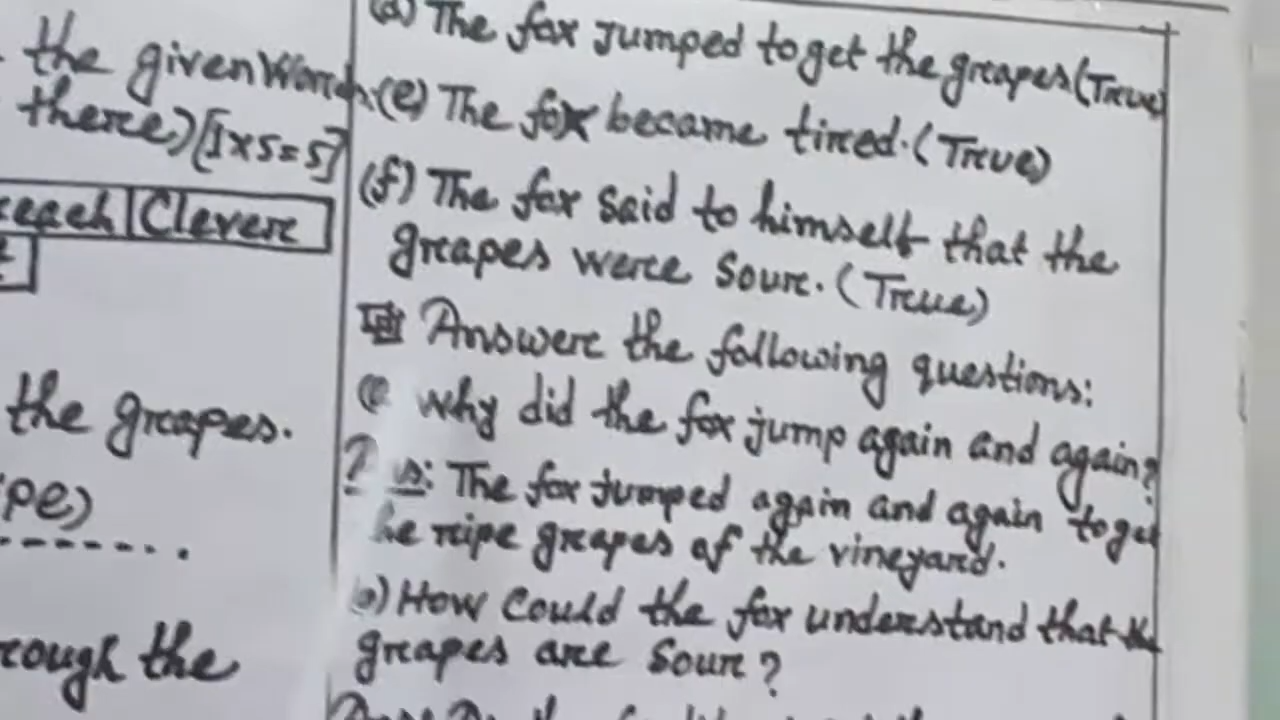 the given Words.
there) [1x5=5]
reach Clever
the grapes.
pe)
-------..
rough the
(d) The fox jumped to get the grapes (True)
(e) The fox became tired. (True)
(f) The fox said to himself that the
grapes were sour. (True)
Answer the following questions:
why did the fox jump again and again?
s: The fox jumped again and again to get
he ripe grapes of the vineyard.
b) How could the fox understand that the
grapes are sour?